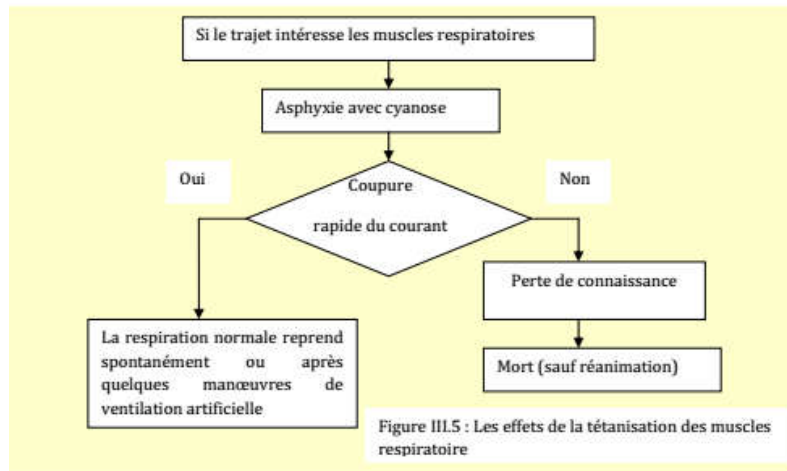 Si le trajet intéresse les muscles respiratoires
Asphyxie avec cyanose
Oui
Non
Coupure
rapide du courant
Perte de connaissance
La respiration normale reprend
spontanément ou après
quelques manœuvres de
ventilation artificielle
Mort (sauf réanimation)
Figure III.5 : Les effets de la tétanisation des muscles
respiratoire